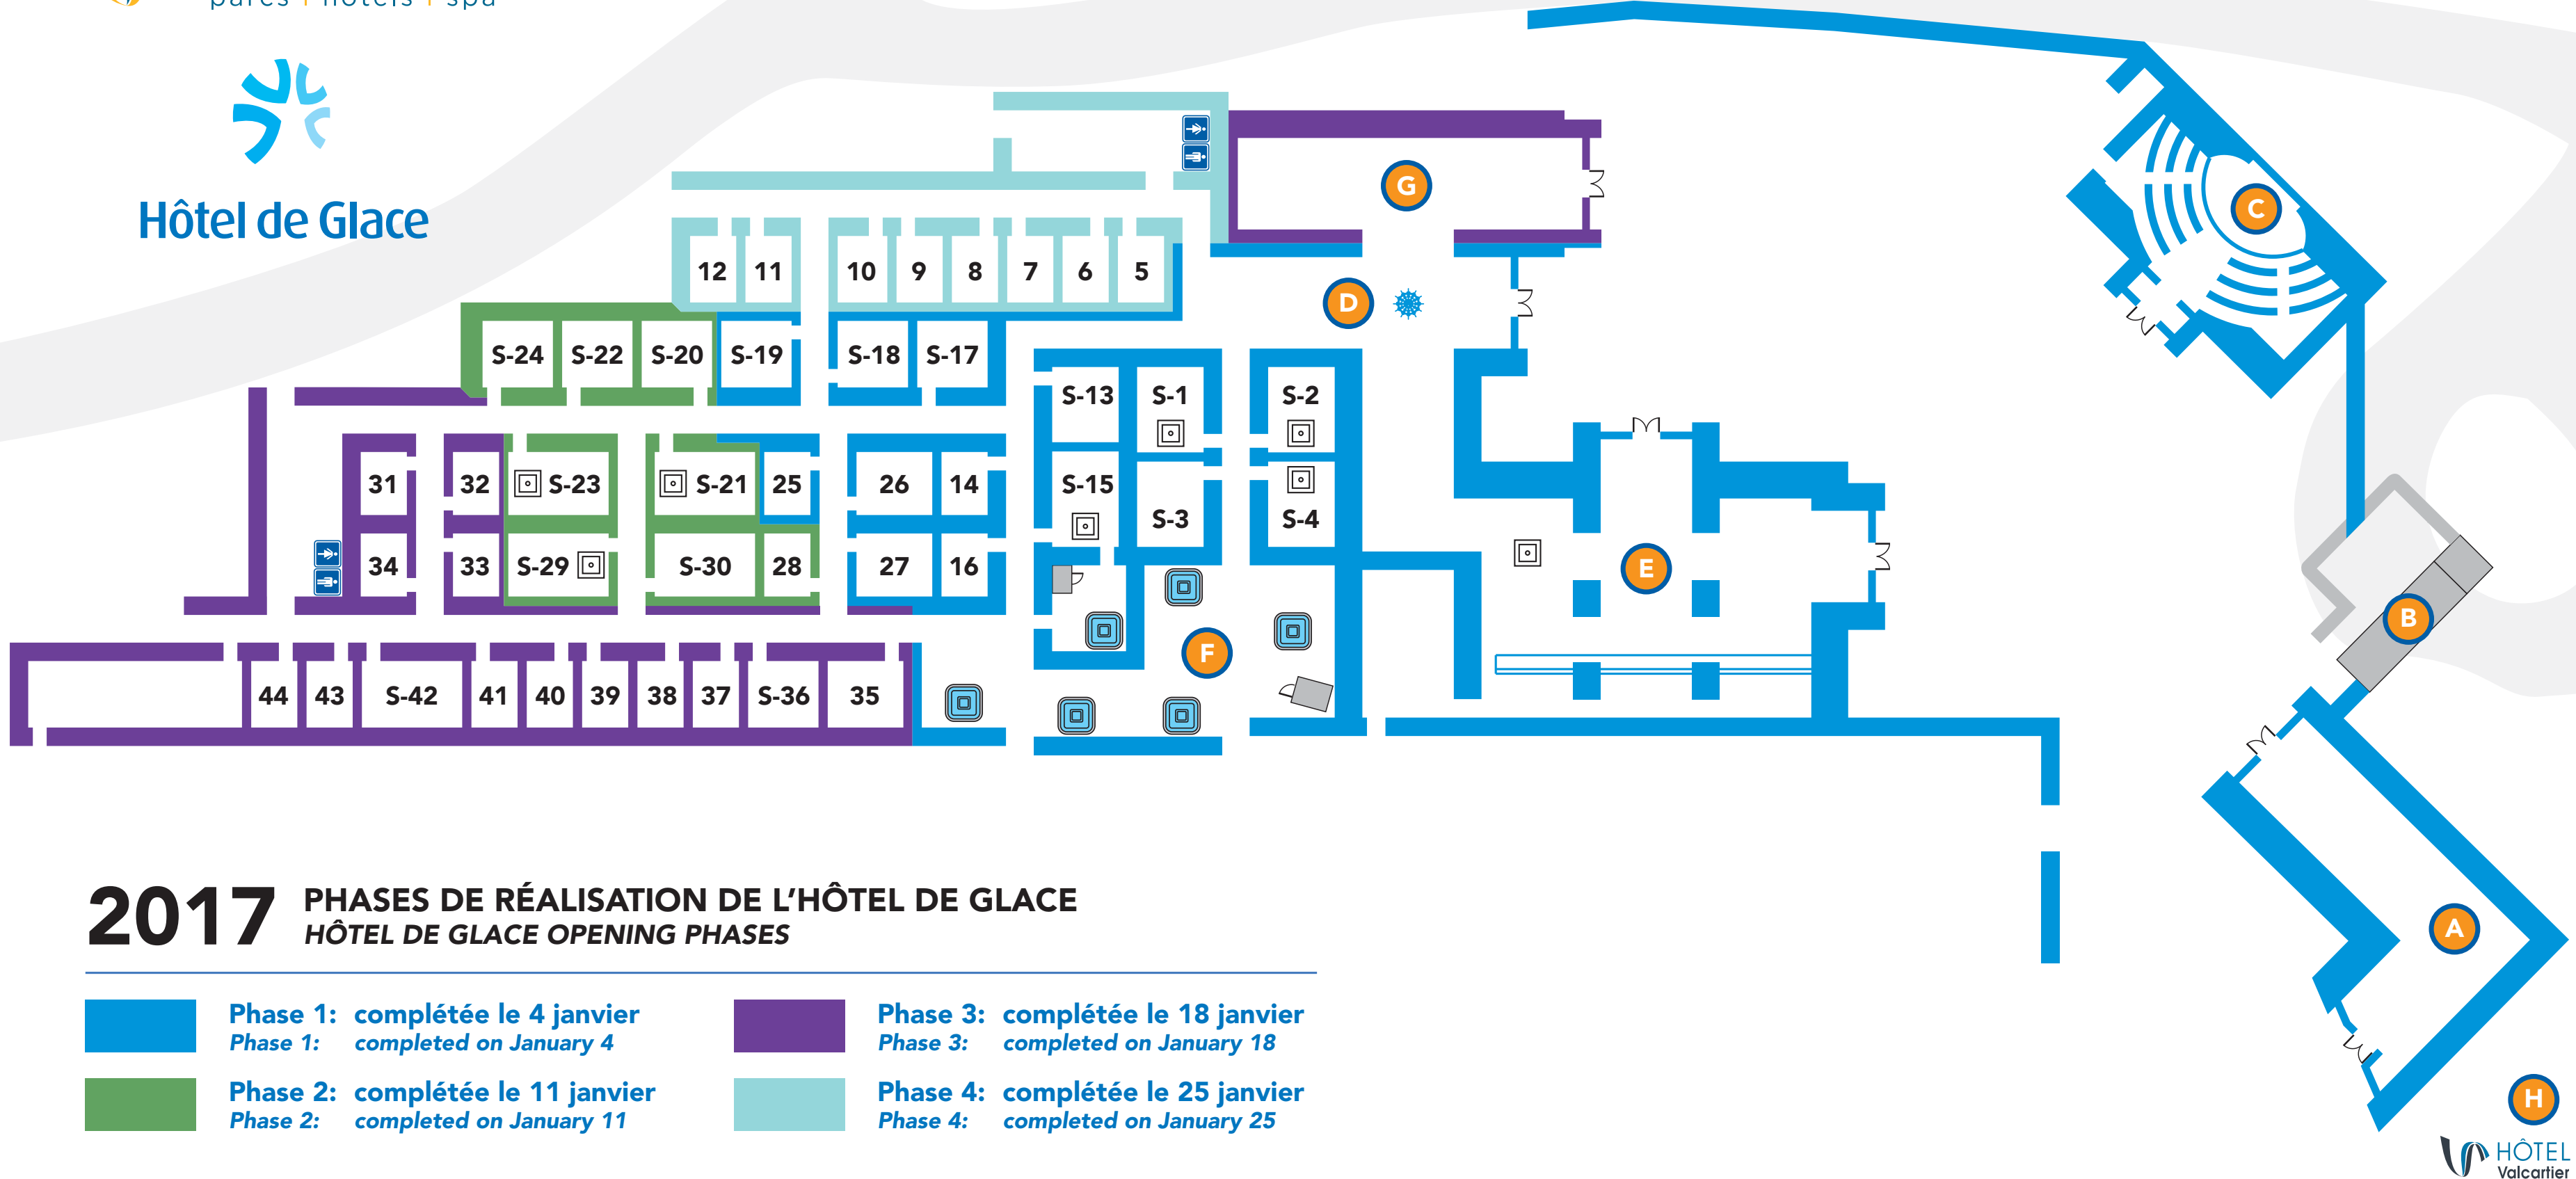 parcs | hôtels | spa
Hôtel de Glace
G
C
12 11 10 9 8 7 6 5
D
S-24 S-22 S-20 S-19 S-18 S-17
S-13 S-1 S-2
31 32 S-23 S-21 25 26 14 S-15
S-3 S-4
34 33 S-29 S-30 28 27 16
E
B
F
44 43 S-42 41 40 39 38 37 S-36 35
A
2017 PHASES DE RÉALISATION DE L'HÔTEL DE GLACE
HÔTEL DE GLACE OPENING PHASES
Phase 1: complétée le 4 janvier
Phase 1: completed on January 4
Phase 2: complétée le 11 janvier
Phase 2: completed on January 11
Phase 3: complétée le 18 janvier
Phase 3: completed on January 18
Phase 4: complétée le 25 janvier
Phase 4: completed on January 25
H
HÔTEL
Valcartier